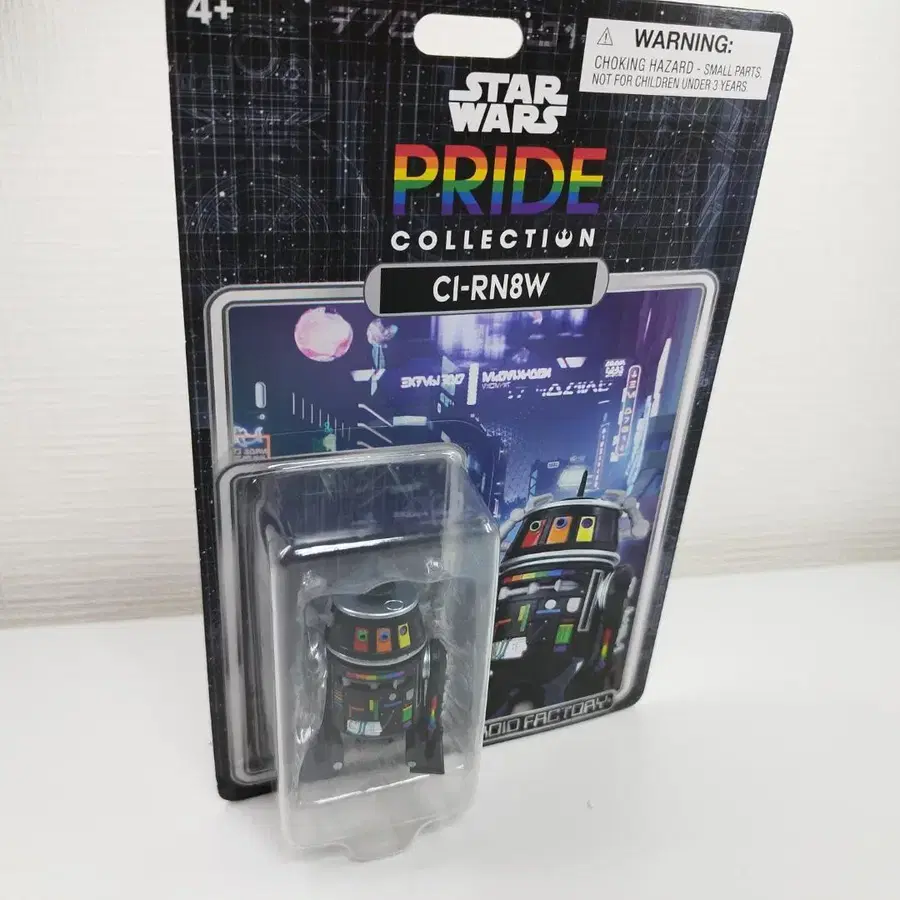 4+
WARNING:
CHOKING HAZARD - SMALL PARTS.
NOT FOR CHILDREN UNDER 3 YEARS.
STAR
WARS
PRIDE
COLLECTION
CI-RN8W
FACTORY